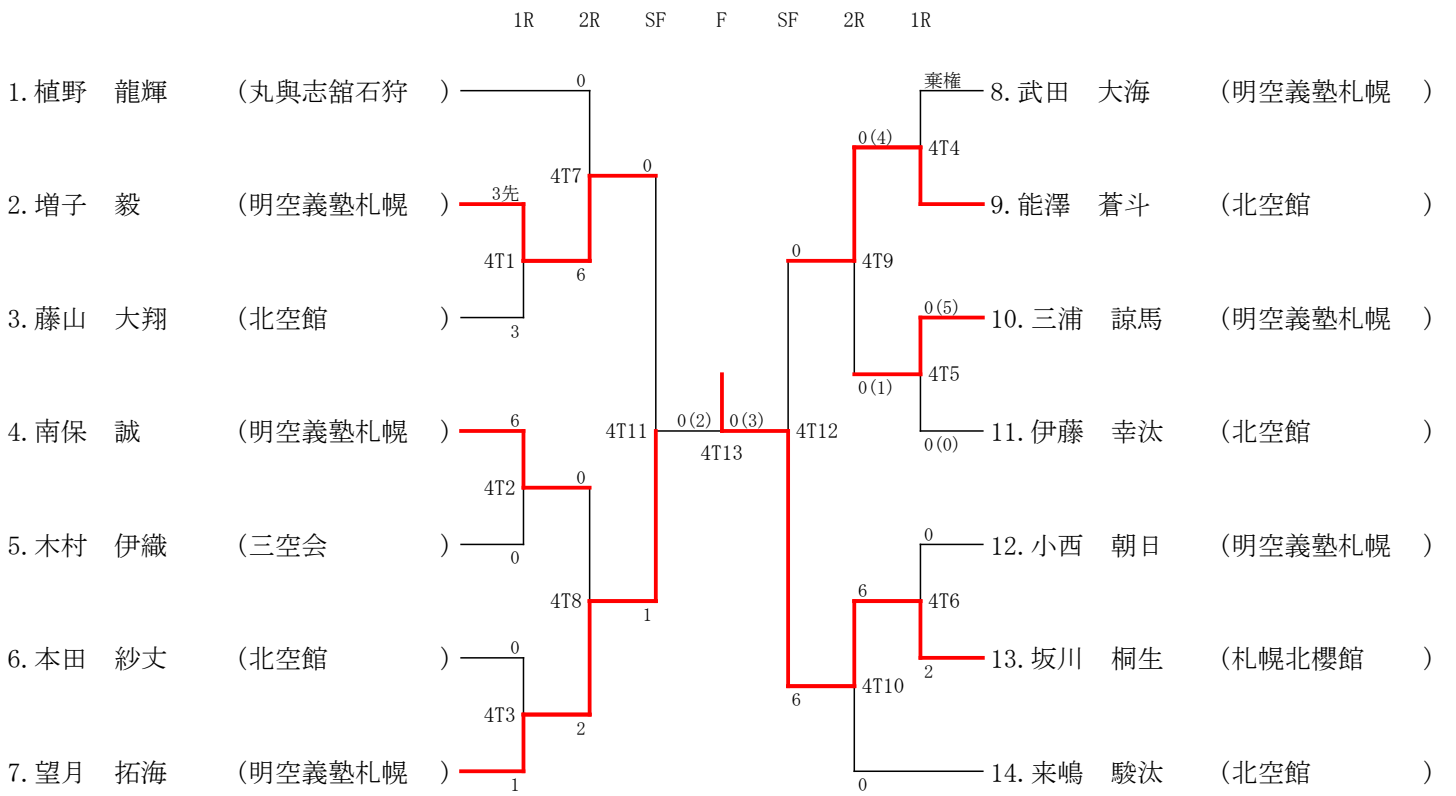 1R 2R SF F SF 2R 1R
0 棄権
1.植野 龍輝 (丸與志舘石狩 ) 8.武田 大海 (明空義塾札幌 )
0(4) 4T4
4T7 0
3先
2.増子 毅 (明空義塾札幌 ) 9.能澤 蒼斗 (北空館 )
0
4T1 4T9
6
0(5)
3.藤山 大翔 (北空館 ) 10.三浦 諒馬 (明空義塾札幌 )
3
4T5
0(1)
6 0(2) 0(3)
4.南保 誠 (明空義塾札幌 ) 4T11 4T12 11.伊藤 幸汰 (北空館 )
0(0)
4T13
0
4T2
0
5.木村 伊織 (三空会 ) 12.小西 朝日 (明空義塾札幌 )
0
6
4T8 4T6
1
0
6.本田 紗丈 (北空館 ) 13.坂川 桐生 (札幌北櫻館 )
2
4T10
6
4T3
2
7.望月 拓海 (明空義塾札幌 ) 14.来嶋 駿汰 (北空館 )
1 0